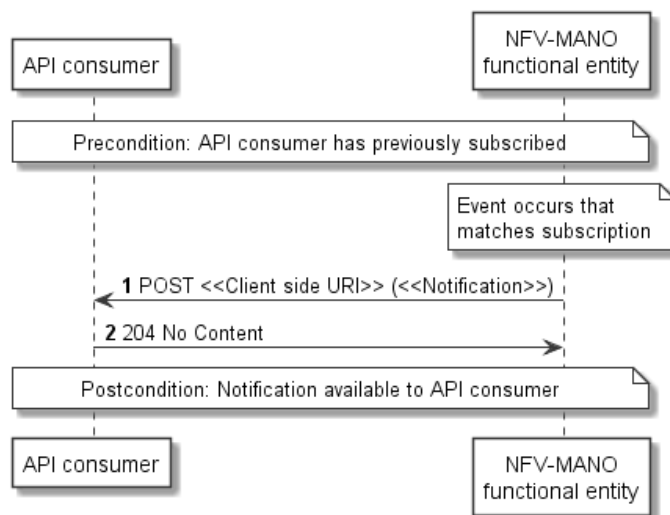 API consumer
NFV-MANO
functional entity
Precondition: API consumer has previously subscribed
Event occurs that
matches subscription
1 POST <<Client side URI>> (<<Notification>>)
2 204 No Content
Postcondition: Notification available to API consumer
API consumer
NFV-MANO
functional entity